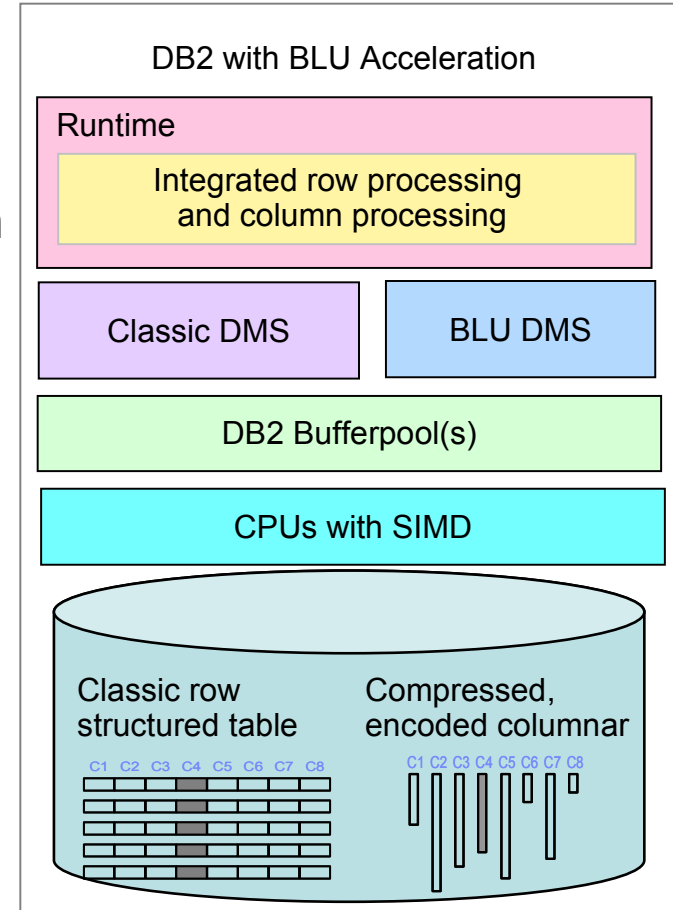 DB2 with BLU Acceleration
Runtime
Integrated row processing
and column processing
Classic DMS
BLU DMS
DB2 Bufferpool(s)
CPUs with SIMD
Classic row
structured table
C1 C2 C3 C4 C5 C6 C7 C8
Compressed,
encoded columnar
C1 C2 C3 C4 C5 C6 C7 C8